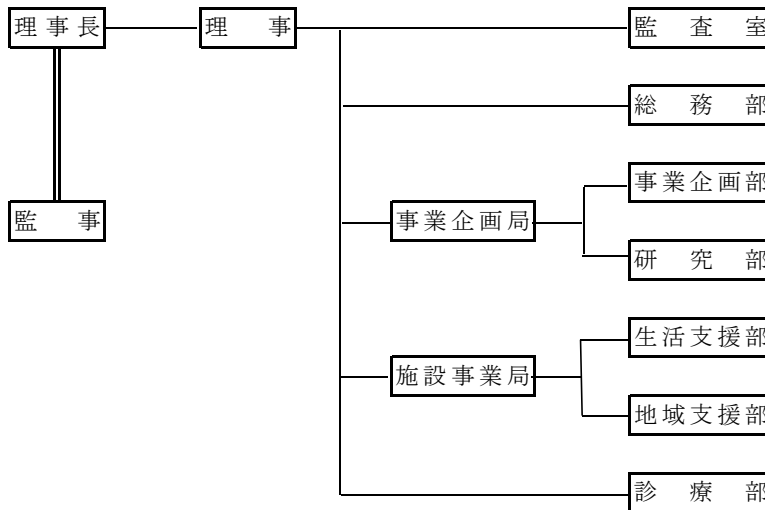 理事長
理　事
監　査　室
総　務　部
事業企画部
監　事
事業企画局
研　究　部
生活支援部
施設事業局
地域支援部
診　療　部